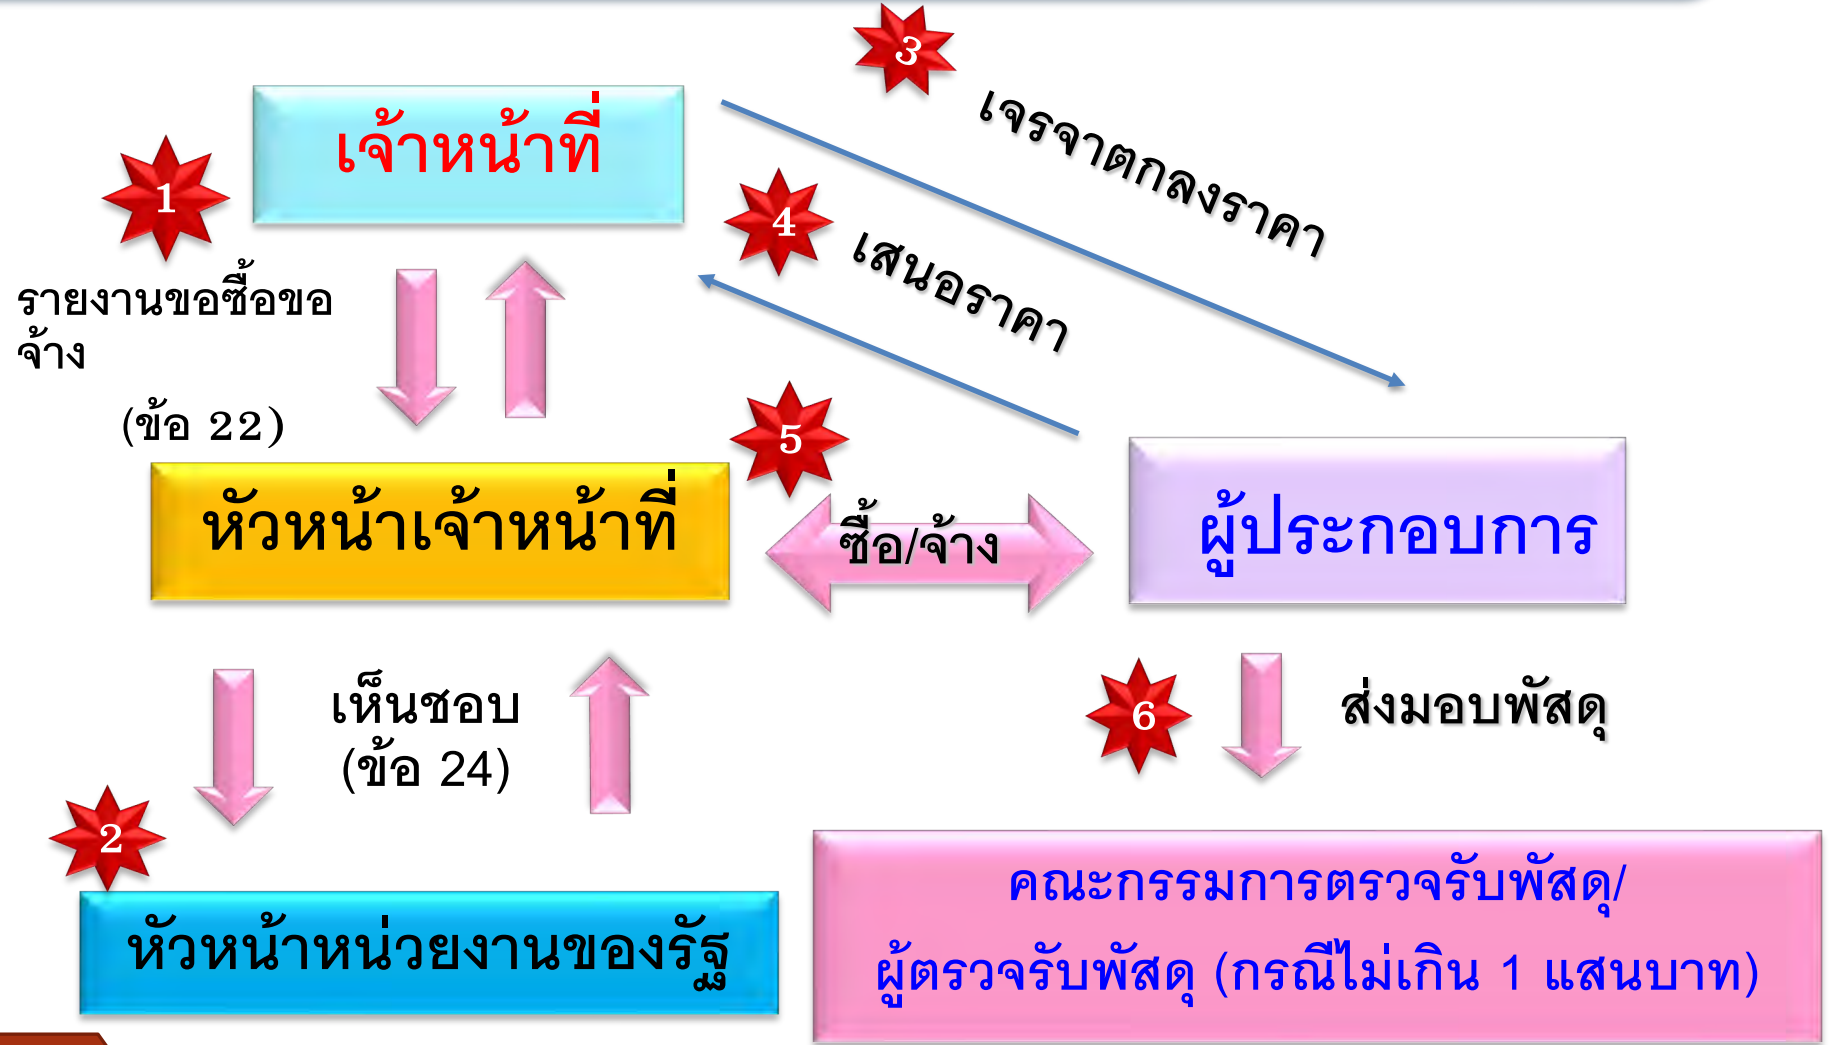 3
เจรจาตกลงราคา
เจ้าหน้าที่
1
4
เสนอราคา
รายงานขอซื้อขอ
จ้าง
(ข้อ 22)
5
หัวหน้าเจ้าหน้าที่
ซื้อ/จ้าง
ผู้ประกอบการ
เห็นชอบ
(ข้อ 24)
6
ส่งมอบพัสดุ
2
หัวหน้าหน่วยงานของรัฐ
คณะกรรมการตรวจรับพัสดุ/
ผู้ตรวจรับพัสดุ (กรณีไม่เกิน 1 แสนบาท)